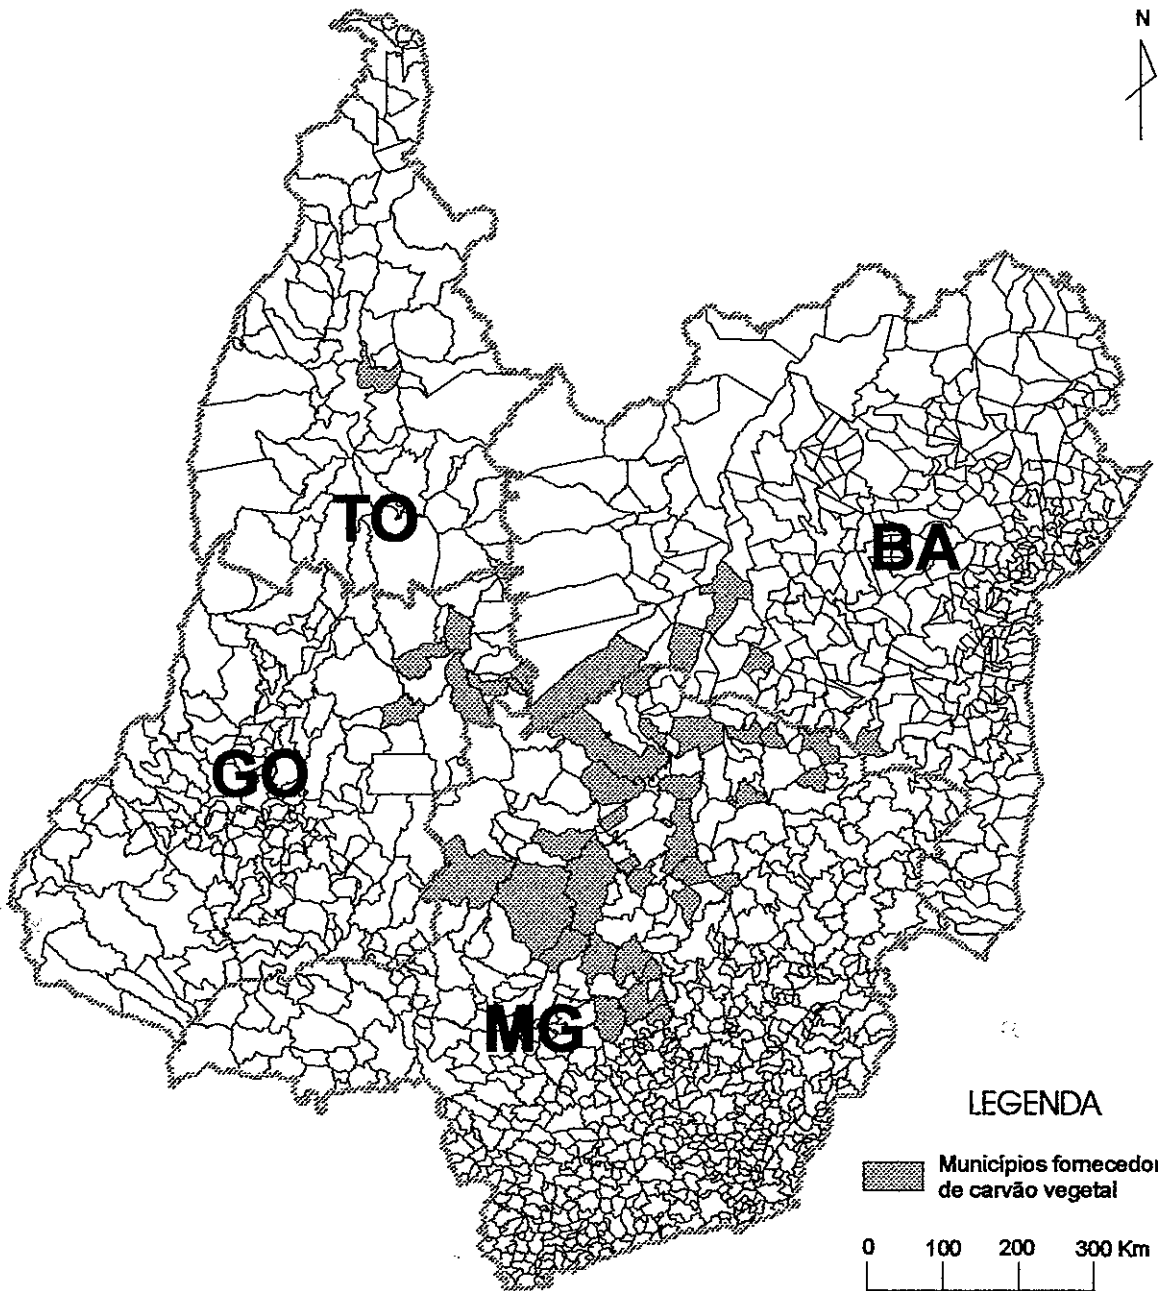 N
TO
BA
GO
MG
LEGENDA
Municípios fornecedor
de carvão vegetal
0 100 200 300 Km